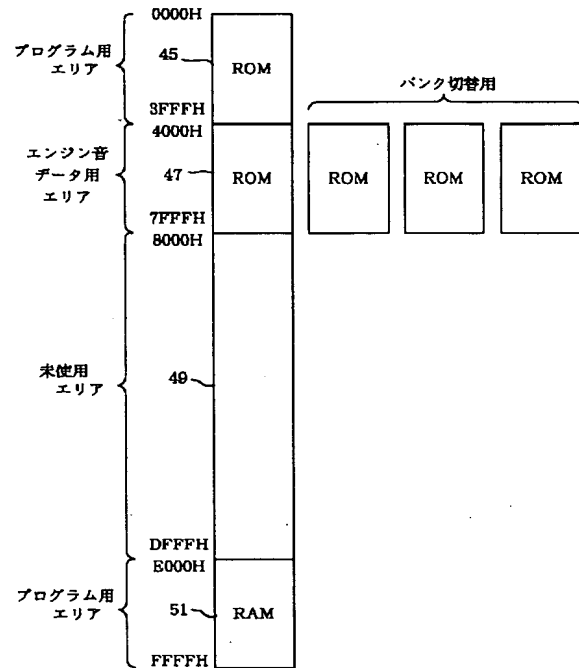 0000H
プログラム用
エリア
45
ROM
3FFFH
バンク切替用
4000H
エンジン音
データ用
エリア
47
ROM
ROM
ROM
ROM
7FFFH
8000H
未使用
エリア
49
DFFFH
E000H
プログラム用
エリア
51
RAM
FFFFH